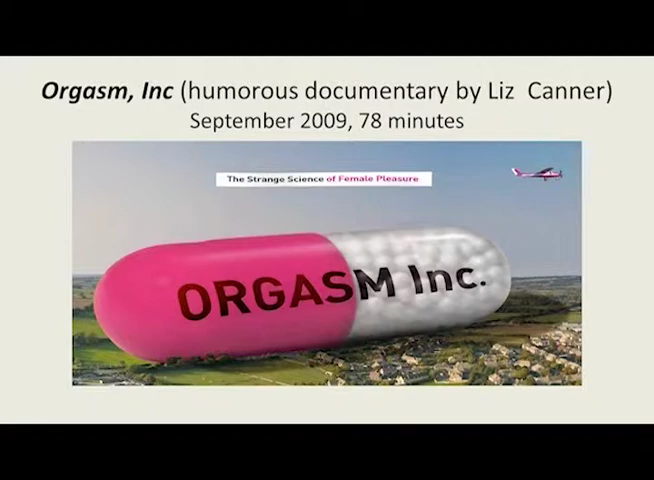 Orgasm, Inc (humorous documentary by Liz Canner)
September 2009, 78 minutes
The Strange Science of Female Pleasure
ORGASM Inc.